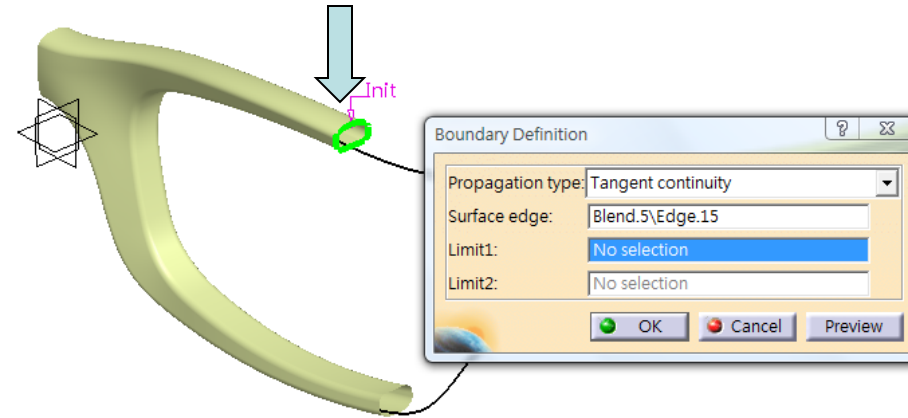 Init
Boundary Definition
Propagation type: Tangent continuity
Surface edge: Blend.5\Edge.15
Limit1: No selection
Limit2: No selection
OK Cancel Preview